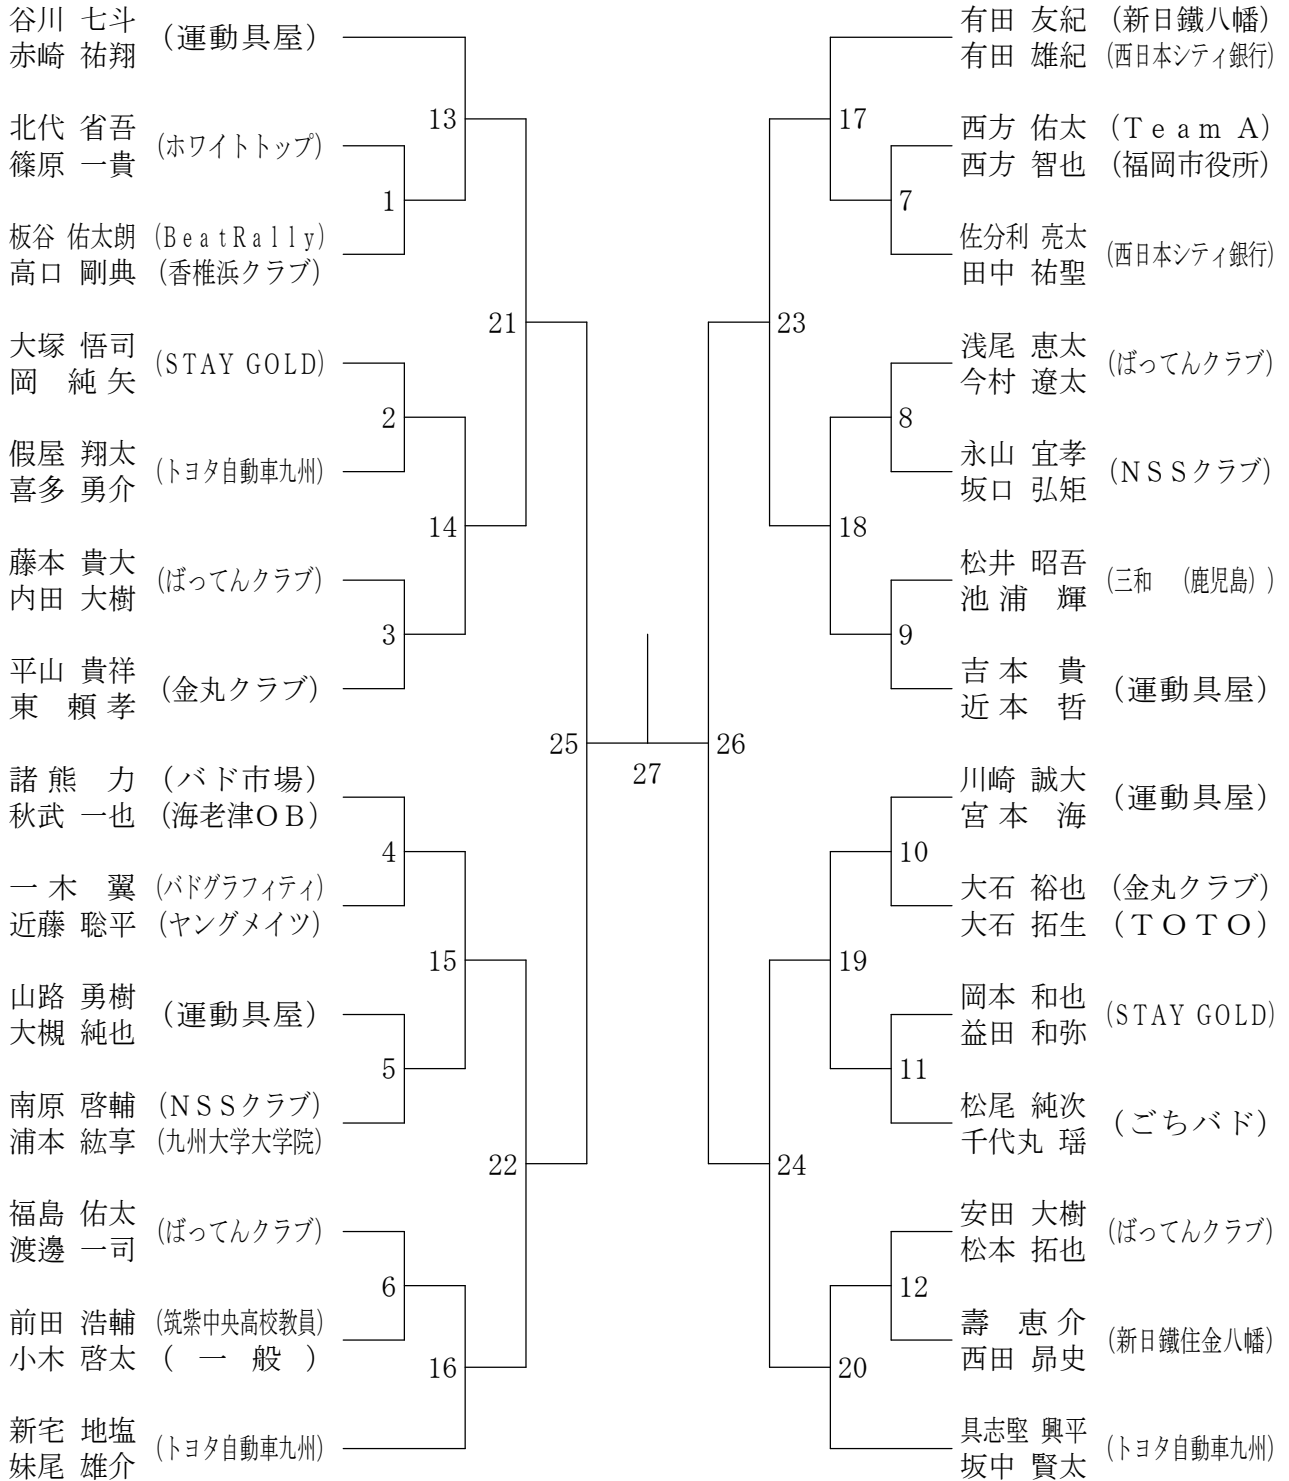 谷川 七斗 (運動具屋)
赤崎 祐翔
北代 省吾 (ホワイトトップ)
篠原 一貴
板谷 佑太朗 (BeatRally)
高口 剛典 (香椎浜クラブ)
大塚 悟司 (STAY GOLD)
岡 純矢
假屋 翔太 (トヨタ自動車九州)
喜多 勇介
藤本 貴大 (ばってんクラブ)
内田 大樹
平山 貴祥 (金丸クラブ)
東 頼孝
諸熊 力 (バド市場)
秋武 一也 (海老津OB)
一木 翼 (バドグラフィティ)
近藤 聡平 (ヤングメイツ)
山路 勇樹 (運動具屋)
大槻 純也
南原 啓輔 (NSSクラブ)
浦本 紘享 (九州大学大学院)
福島 佑太 (ばってんクラブ)
渡邊 一司
前田 浩輔 (筑紫中央高校教員)
小木 啓太 (一般)
新宅 地塩 (トヨタ自動車九州)
妹尾 雄介
13
1
21
2
14
3
25
4
15
5
22
6
16
27
17
7
23
8
18
9
26
10
19
11
24
12
20
有田 友紀 (新日鐵八幡)
有田 雄紀 (西日本シティ銀行)
西方 佑太 (Team A)
西方 智也 (福岡市役所)
佐分利 亮太 (西日本シティ銀行)
田中 祐聖
浅尾 恵太 (ばってんクラブ)
今村 遼太
永山 宜孝 (NSSクラブ)
坂口 弘矩
松井 昭吾 (三和 (鹿児島))
池浦 輝
吉本 貴 (運動具屋)
近本 哲
川崎 誠大 (運動具屋)
宮本 海
大石 裕也 (金丸クラブ)
大石 拓生 (TOTO)
岡本 和也 (STAY GOLD)
益田 和弥
松尾 純次 (ごちバド)
千代丸 瑶
安田 大樹 (ばってんクラブ)
松本 拓也
壽 恵介 (新日鐵住金八幡)
西田 昴史
具志堅 興平 (トヨタ自動車九州)
坂中 賢太